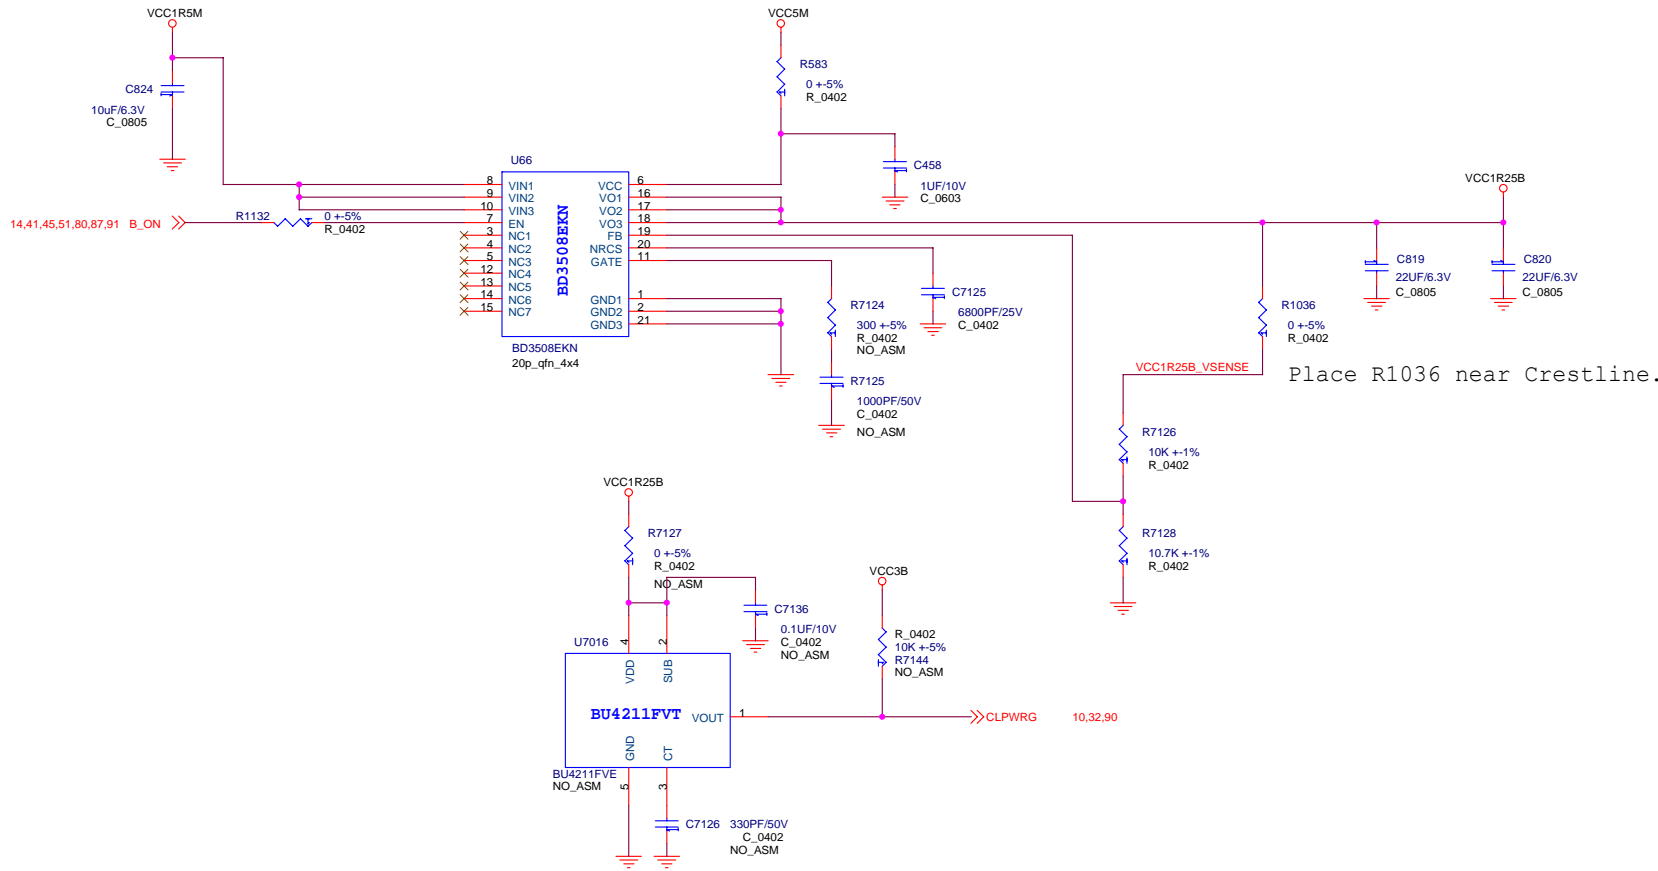 VCC1R5M
C824
10uF/6.3V
C_0805
VCC5M
R583
0 +-5%
R_0402
C458
1UF/10V
C_0603
14,41,45,51,80,87,91 B_ON
R1132
0 +-5%
R_0402
U66
8 VIN1
9 VIN2
10 VIN3
7 EN
3 NC1
4 NC2
5 NC3
12 NC4
13 NC5
14 NC6
15 NC7
BD3508EKN
VCC 6
VO1 16
VO2 17
VO3 18
FB 19
NRCS 20
GATE 11
GND1 1
GND2 2
GND3 21
BD3508EKN
20p_qfn_4x4
R7124
300 +-5%
R_0402
NO_ASM
R7125
1000PF/50V
C_0402
NO_ASM
C7125
6800PF/25V
C_0402
VCC1R25B
C819
22UF/6.3V
C_0805
C820
22UF/6.3V
C_0805
R1036
0 +-5%
R_0402
VCC1R25B_VSENSE
Place R1036 near Crestline.
R7126
10K +-1%
R_0402
R7128
10.7K +-1%
R_0402
VCC1R25B
R7127
0 +-5%
R_0402
NO_ASM
C7136
0.1UF/10V
C_0402
NO_ASM
U7016
4 VDD
2 SUB
BU4211FVT
VOUT 1
GND 5
CT 3
BU4211FVE
NO_ASM
C7126 330PF/50V
C_0402
NO_ASM
VCC3B
R_0402
10K +-5%
R7144
NO_ASM
CLPWRG 10,32,90